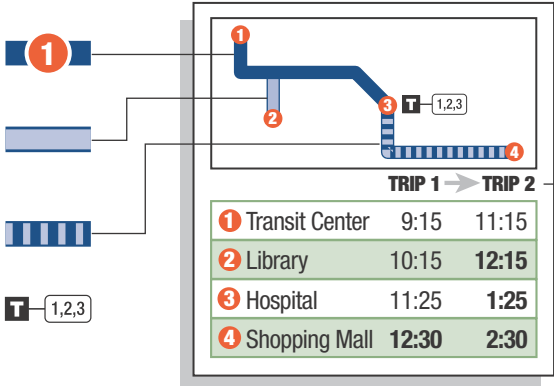 1
1
2
3 T 1,2,3
4
TRIP 1 TRIP 2
1 Transit Center 9:15 11:15
2 Library 10:15 12:15
3 Hospital 11:25 1:25
4 Shopping Mall 12:30 2:30
T 1,2,3